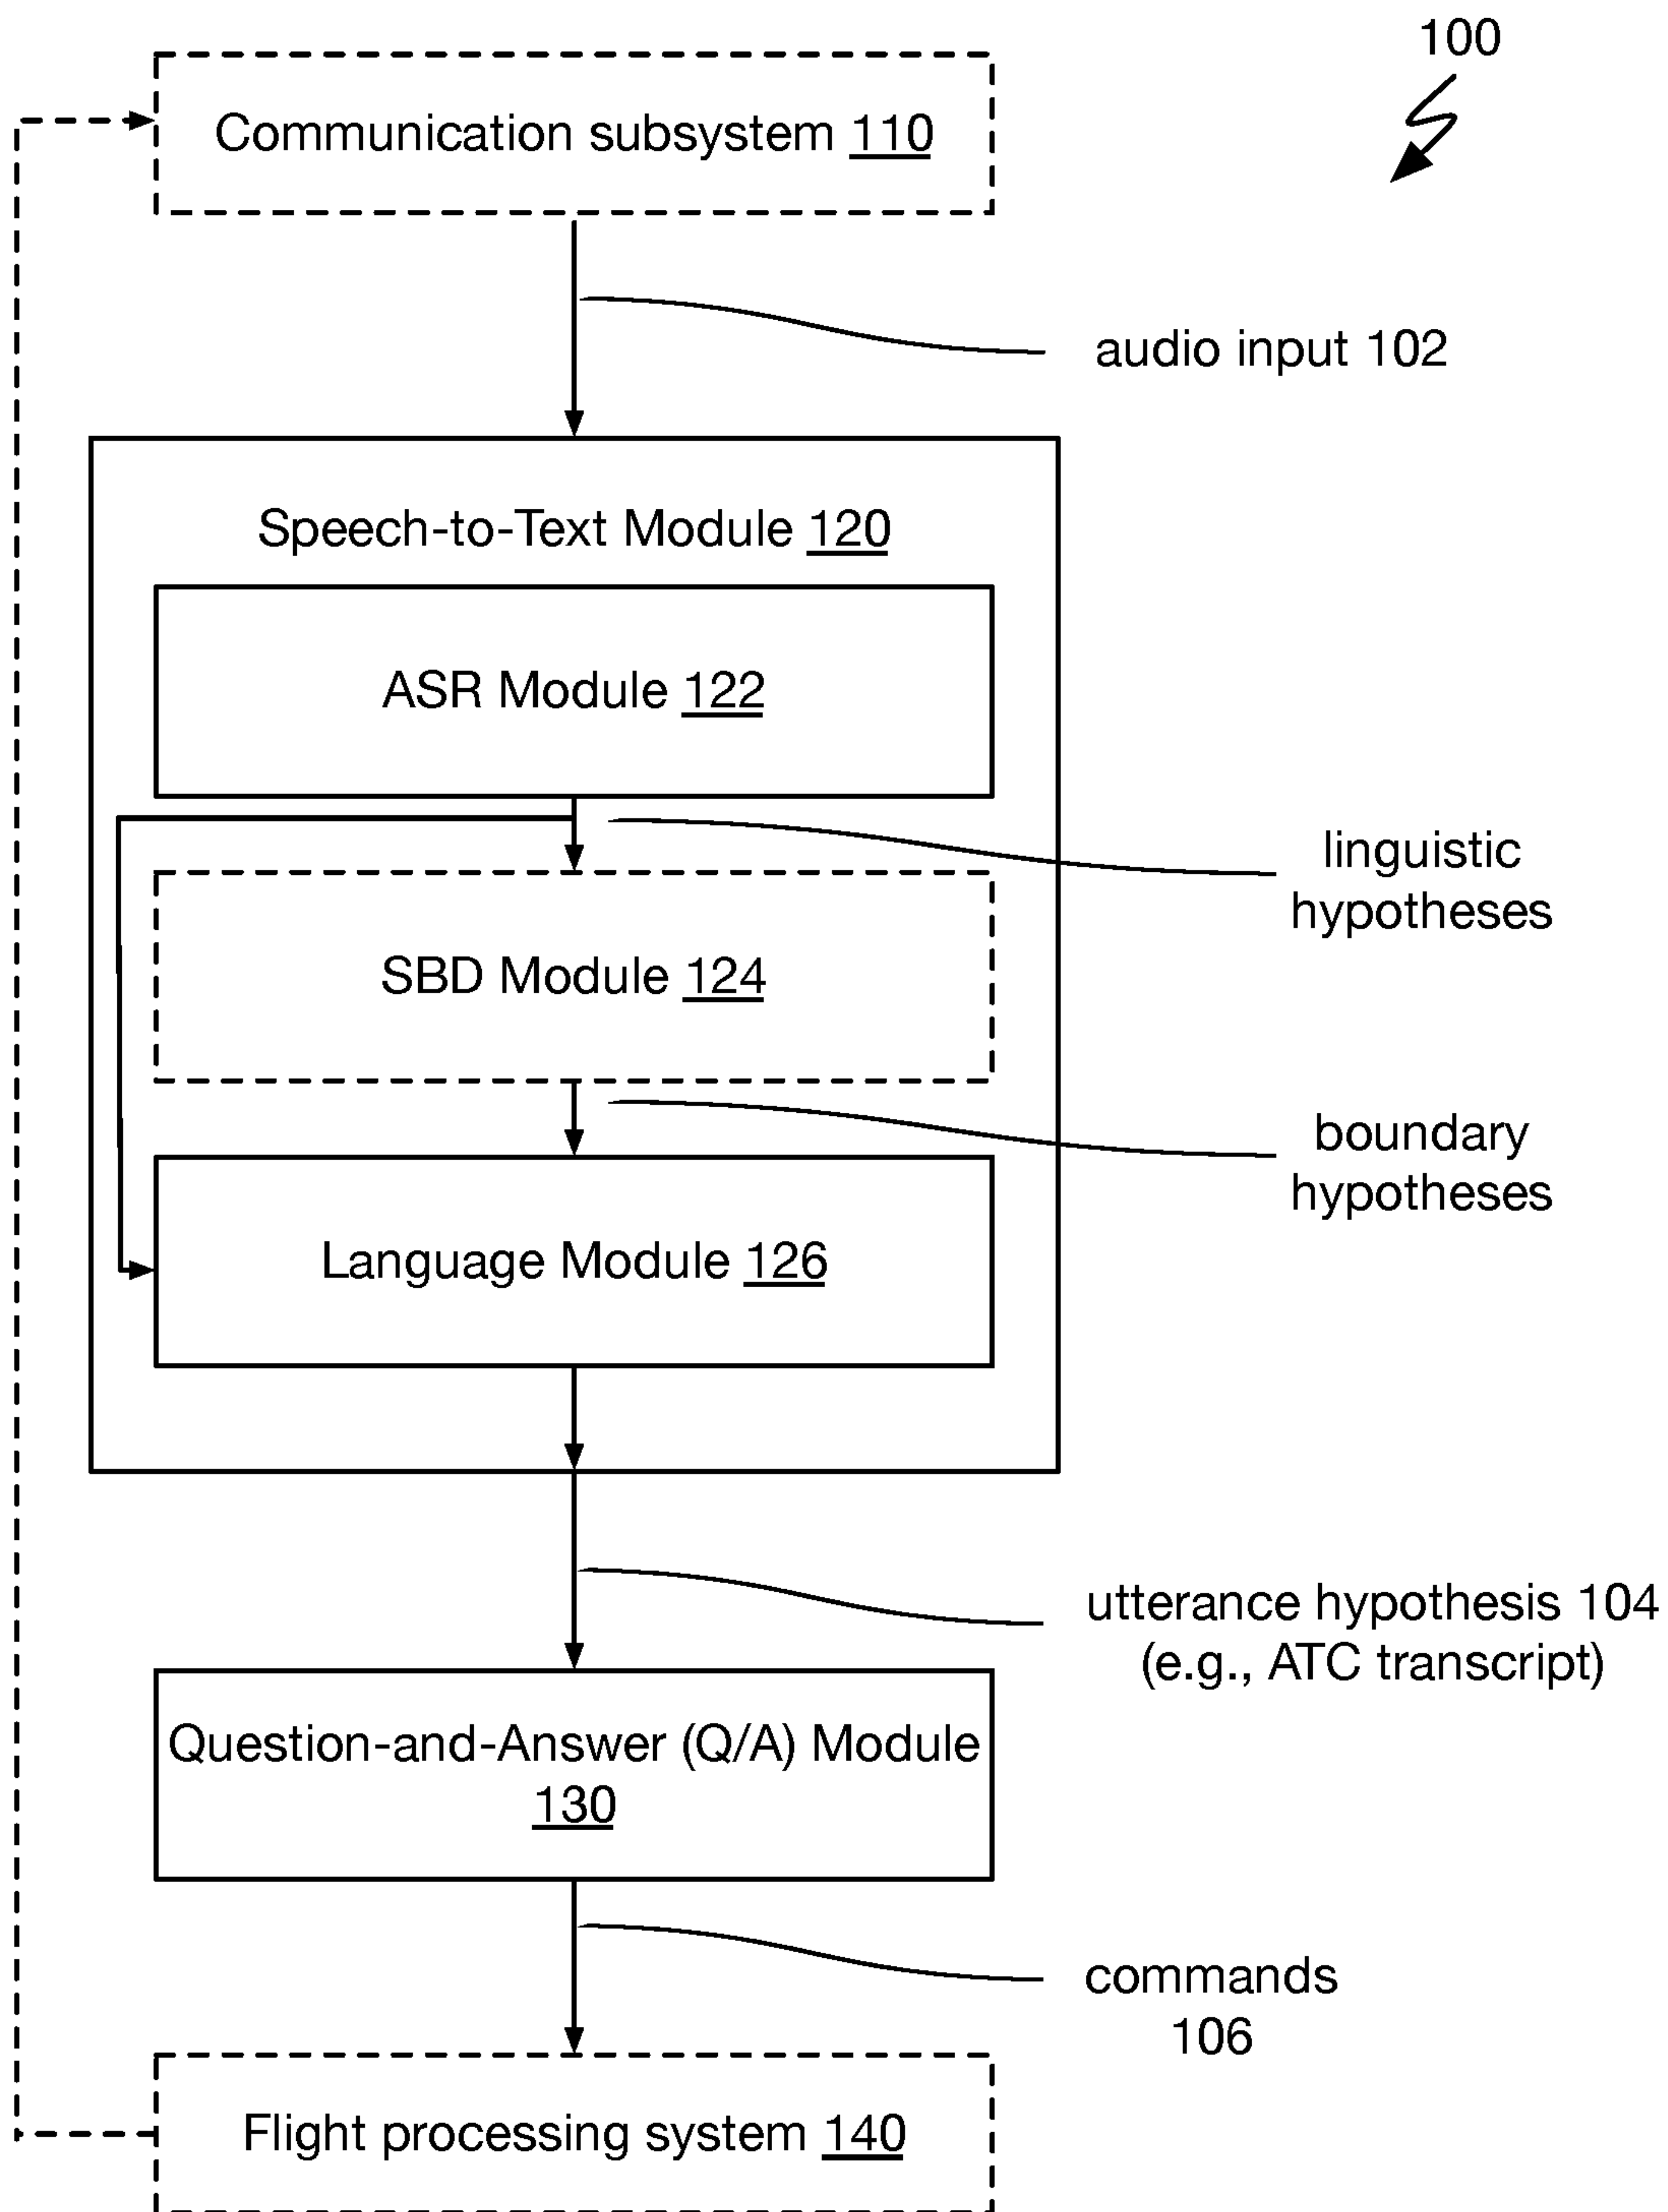 100
Communication subsystem 110
audio input 102
Speech-to-Text Module 120
ASR Module 122
linguistic
hypotheses
SBD Module 124
boundary
hypotheses
Language Module 126
utterance hypothesis 104
(e.g., ATC transcript)
Question-and-Answer (Q/A) Module
130
commands
106
Flight processing system 140